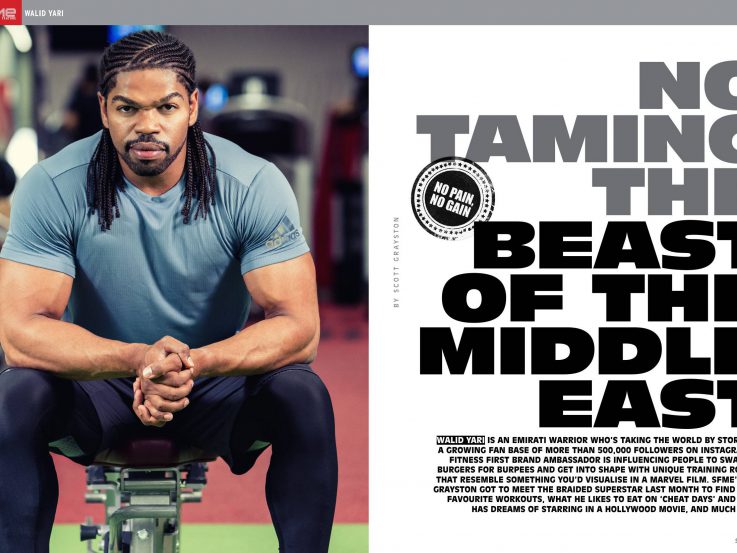 WALID YARI
adidas
NO PAIN,
NO GAIN
BY SCOTT GRAYSTON
TAMING
THE
BEAST
OF THE
MIDDLE
EAST
WALID YARI IS AN EMIRATI WARRIOR WHO'S TAKING THE WORLD BY STOR
A GROWING FAN BASE OF MORE THAN 500,000 FOLLOWERS ON INSTAGRA
FITNESS FIRST BRAND AMBASSADOR IS INFLUENCING PEOPLE TO SWA
BURGERS FOR BURPEES AND GET INTO SHAPE WITH UNIQUE TRAINING RO
THAT RESEMBLE SOMETHING YOU'D VISUALISE IN A MARVEL FILM. SFME'
GRAYSTON GOT TO MEET THE BRAIDED SUPERSTAR LAST MONTH TO FIND
FAVOURITE WORKOUTS, WHAT HE LIKES TO EAT ON 'CHEAT DAYS' AND
HAS DREAMS OF STARRING IN A HOLLYWOOD MOVIE, AND MUCH